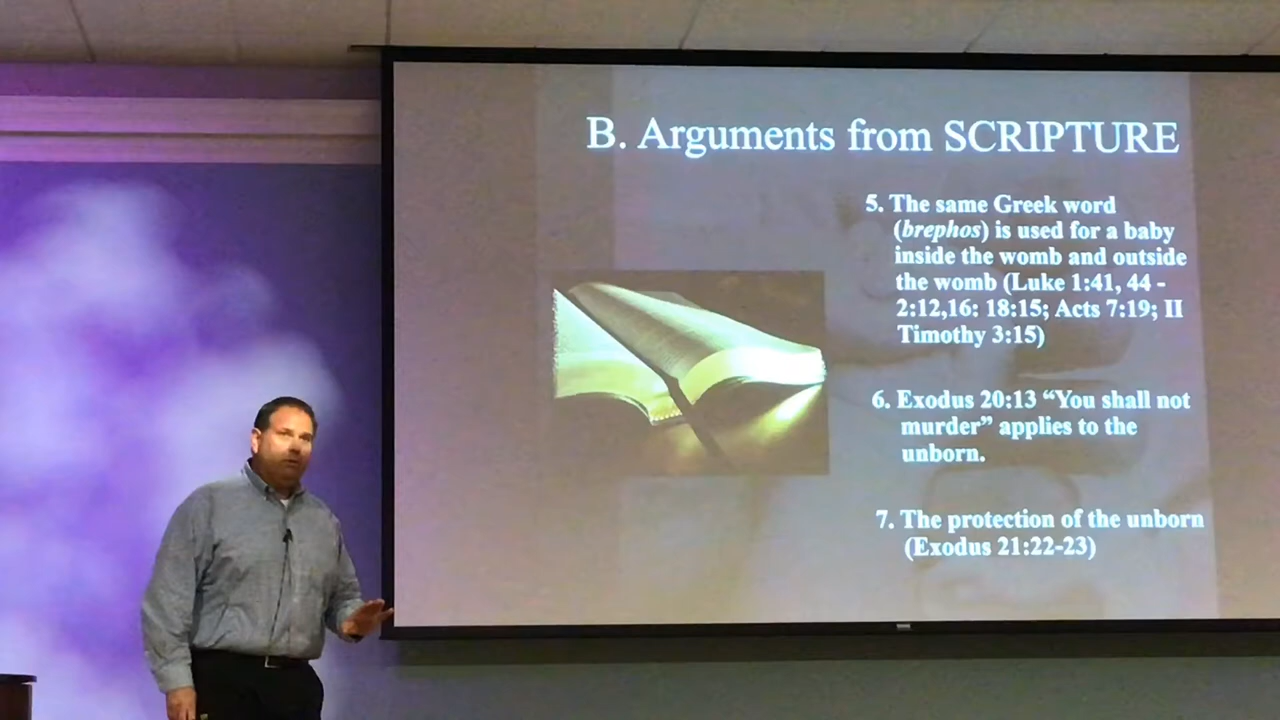 B. Arguments from SCRIPTURE
5. The same Greek word
(brephos) is used for a baby
inside the womb and outside
the womb (Luke 1:41, 44 -
2:12,16: 18:15; Acts 7:19; II
Timothy 3:15)
6. Exodus 20:13 “You shall not
murder” applies to the
unborn.
7. The protection of the unborn
(Exodus 21:22-23)